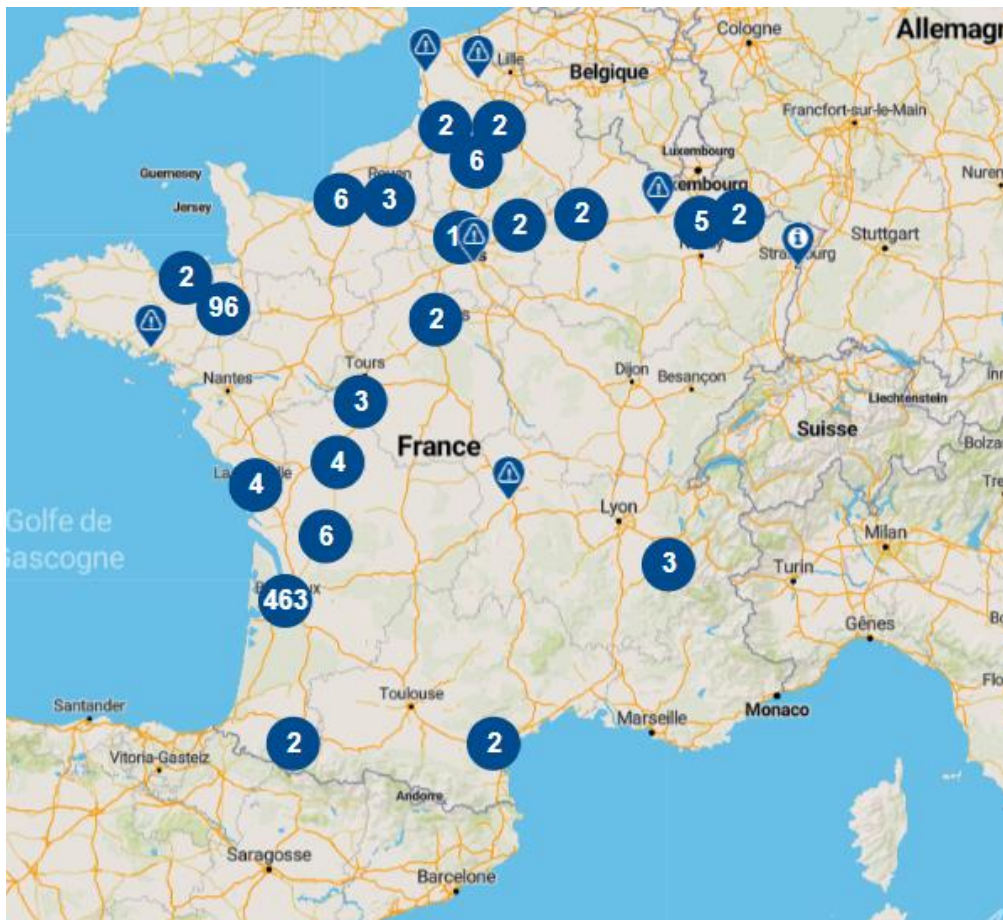 Cologne
Allemagn
Lille
Belgique
Francfort-sur-le-Main
2
2
Luxembourg
6
Guernesey
Nuren
6
3
Jersey
2
2
5
2
1
Stuttgart
Strasbourg
2
96
2
Tours
Dijon
Besançon
Nantes
Liechtenstein
3
Suisse
Bolza
France
4
4
Lyon
Golfe de
Gascogne
6
Milan
3
Turin
463
Gênes
Toulouse
Santander
Marseille
Monaco
2
2
Vitoria-Gasteiz
Andorre
Saragosse
Barcelone